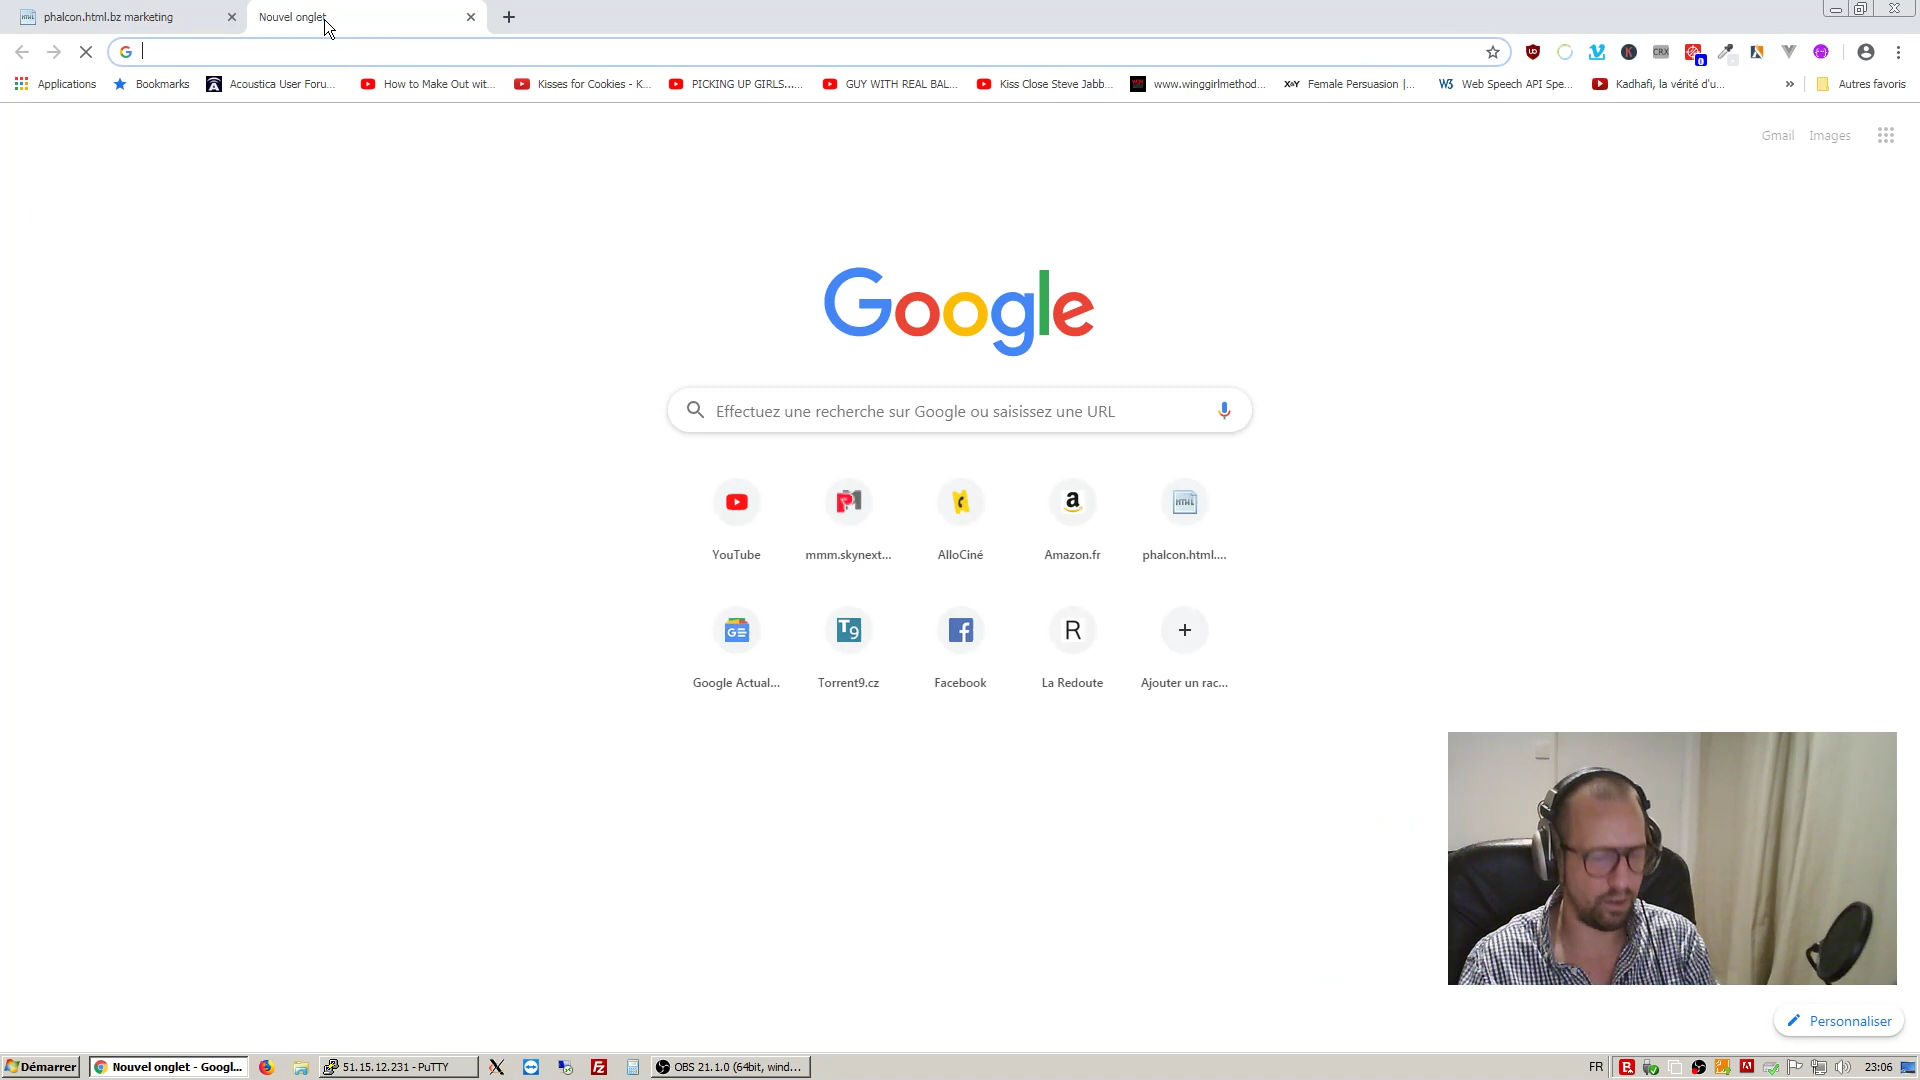 phalcon.html.bz marketing
Nouvel onglet
Applications
Bookmarks
Acoustica User Foru...
How to Make Out wit...
Kisses for Cookies - K...
PICKING UP GIRLS.…..
GUY WITH REAL BAL...
Kiss Close Steve Jabb...
www.winggirlmethod...
Female Persuasion |...
W3 Web Speech API Spe...
Kadhafi, la vérité d'u...
»
Autres favoris
Gmail
Images
Google
Effectuez une recherche sur Google ou saisissez une URL
YouTube
mmm.skynext...
AlloCiné
Amazon.fr
phalcon.html....
Google Actual...
Torrent9.cz
Facebook
La Redoute
Ajouter un rac...
Personnaliser
Démarrer
Nouvel onglet - Googl...
51.15.12.231 - PuTTY
OBS 21.1.0 (64bit, wind...
FR
23:06